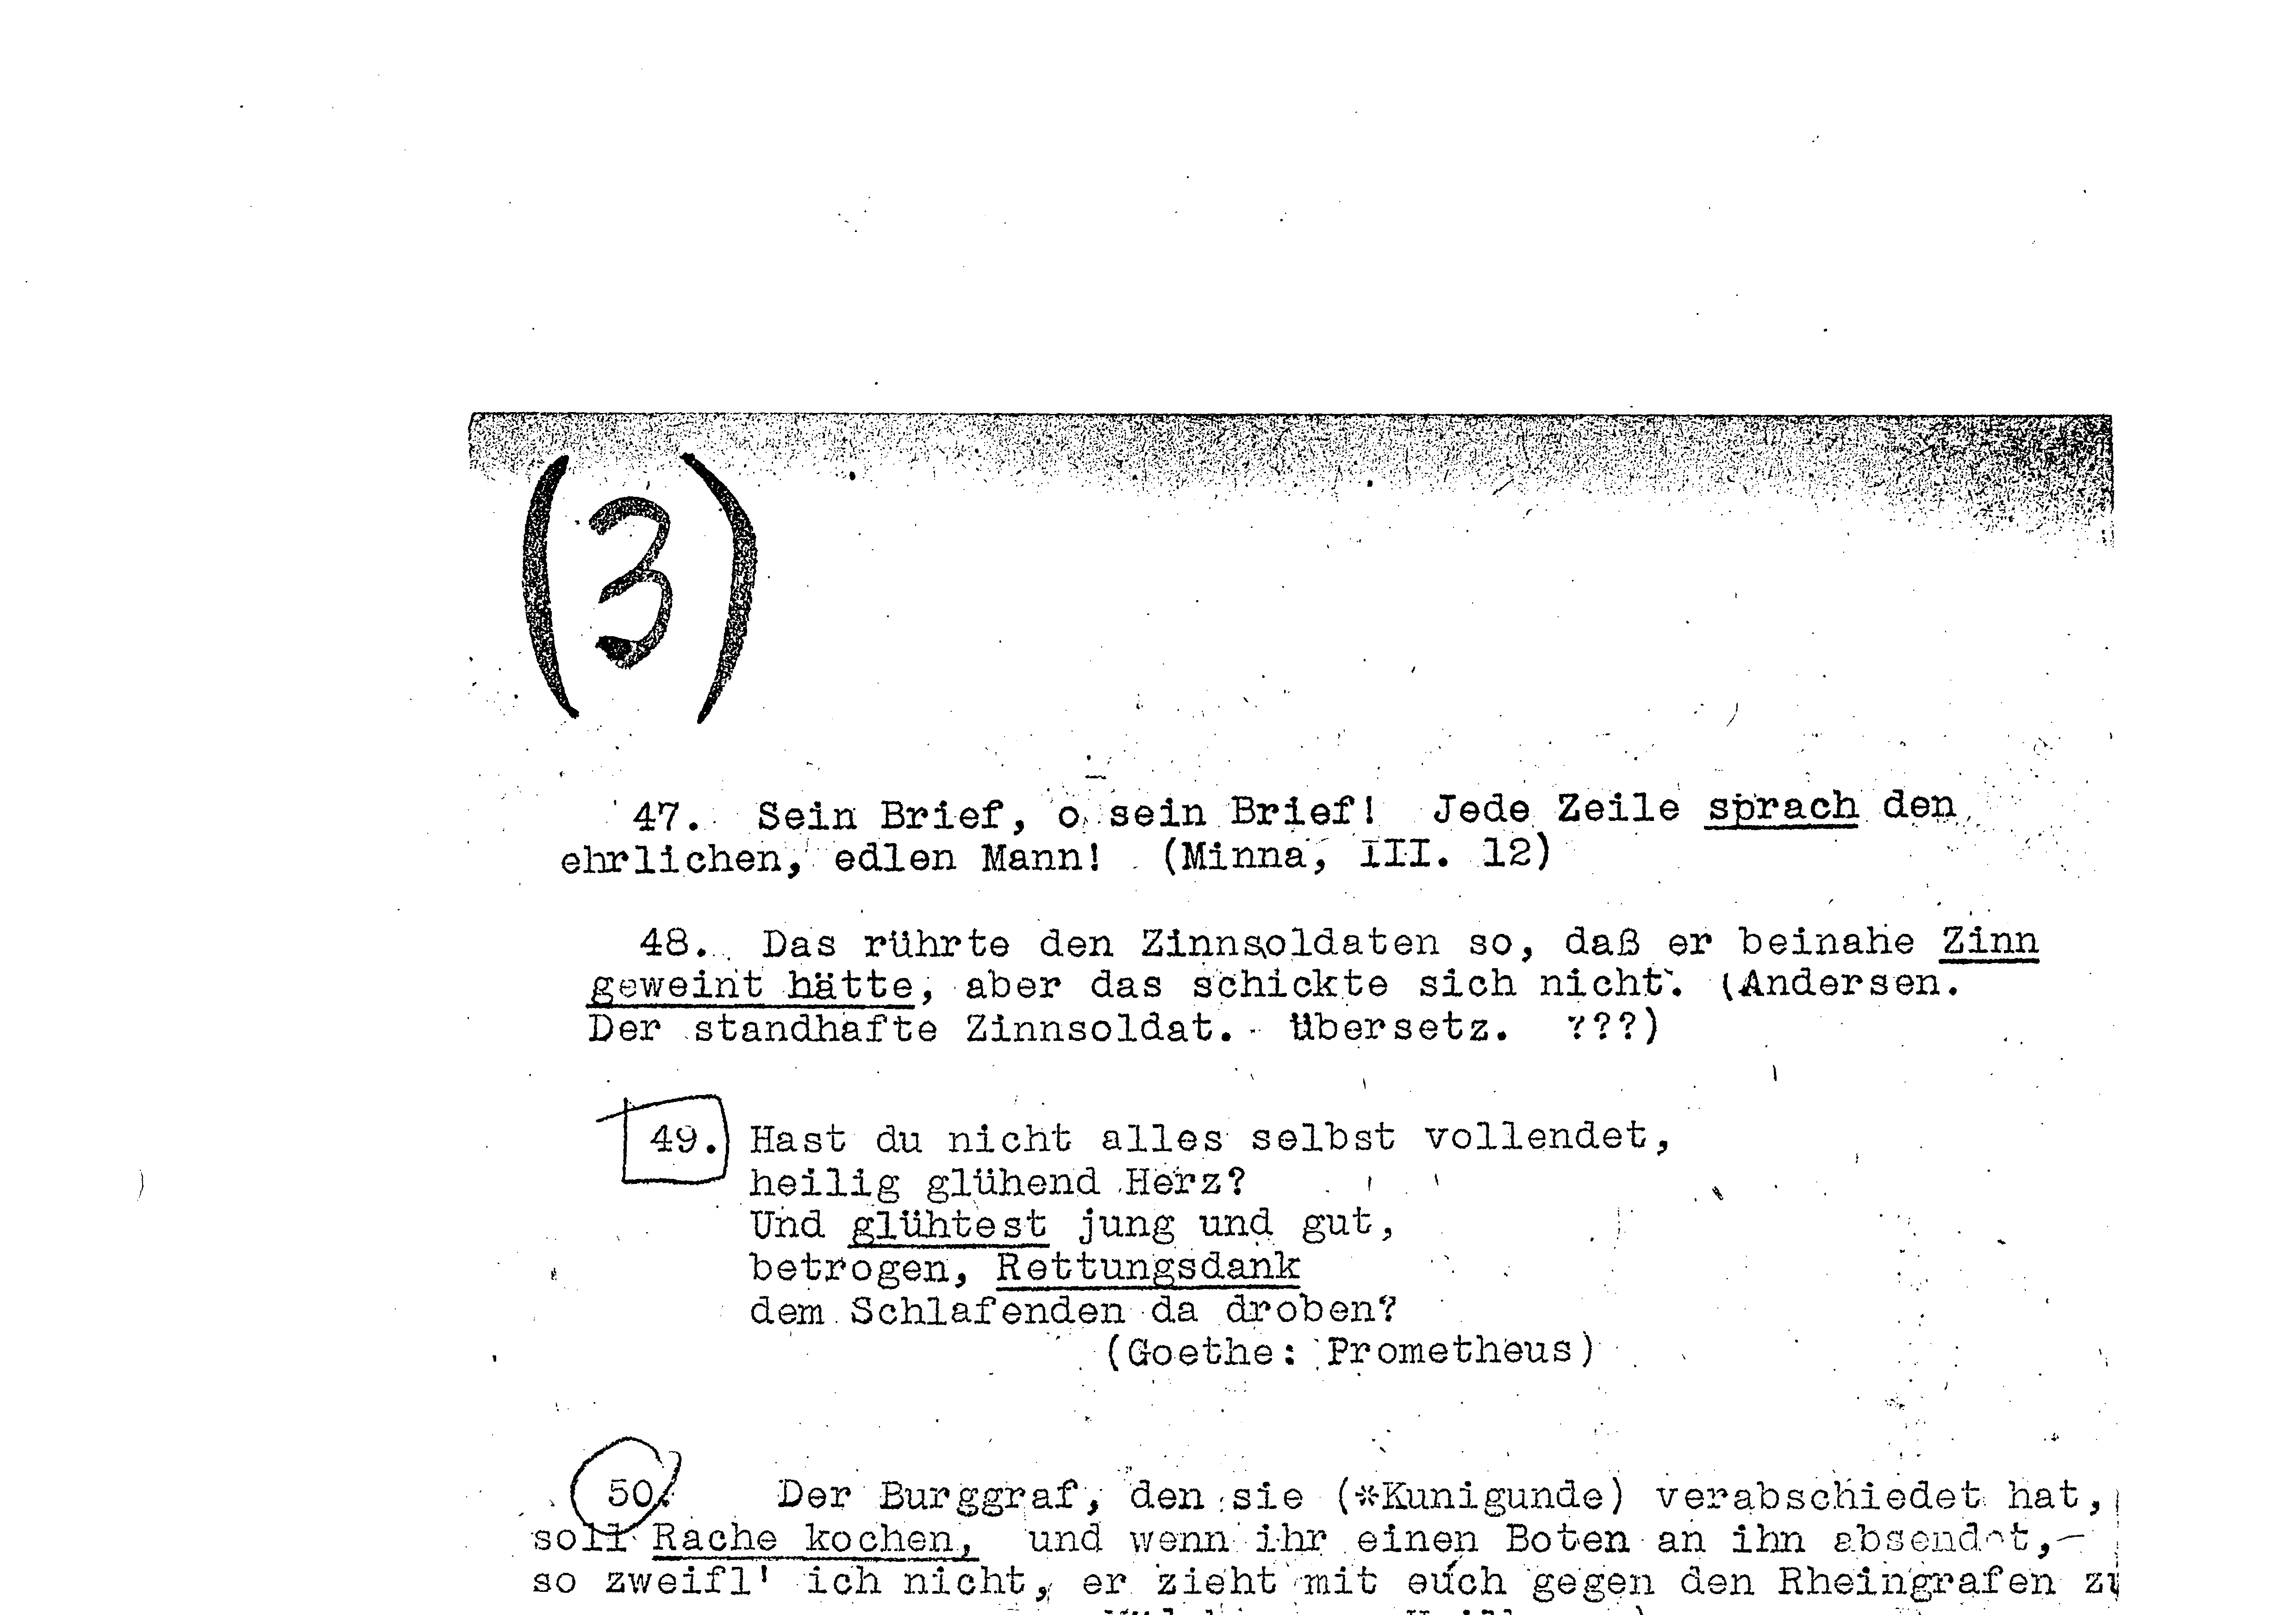 (3)
47. Sein Brief, o sein Brief! Jede Zeile sprach den
ehrlichen, edlen Mann! (Minna, III. 12)
48. Das rührte den Zinnsoldaten so, daß er beinahe Zinn
geweint hätte, aber das schickte sich nicht. (Andersen.
Der standhafte Zinnsoldat. Übersetz. ???)
49. Hast du nicht alles selbst vollendet,
heilig glühend Herz?
Und glühtest jung und gut,
betrogen, Rettungsdank
dem Schlafenden da droben?
(Goethe: Prometheus)
50. Der Burggraf, den sie (*Kunigunde) verabschiedet hat,
soll Rache kochen, und wenn ihr einen Boten an ihn absendet,
so zweifl' ich nicht, er zieht mit euch gegen den Rheingrafen